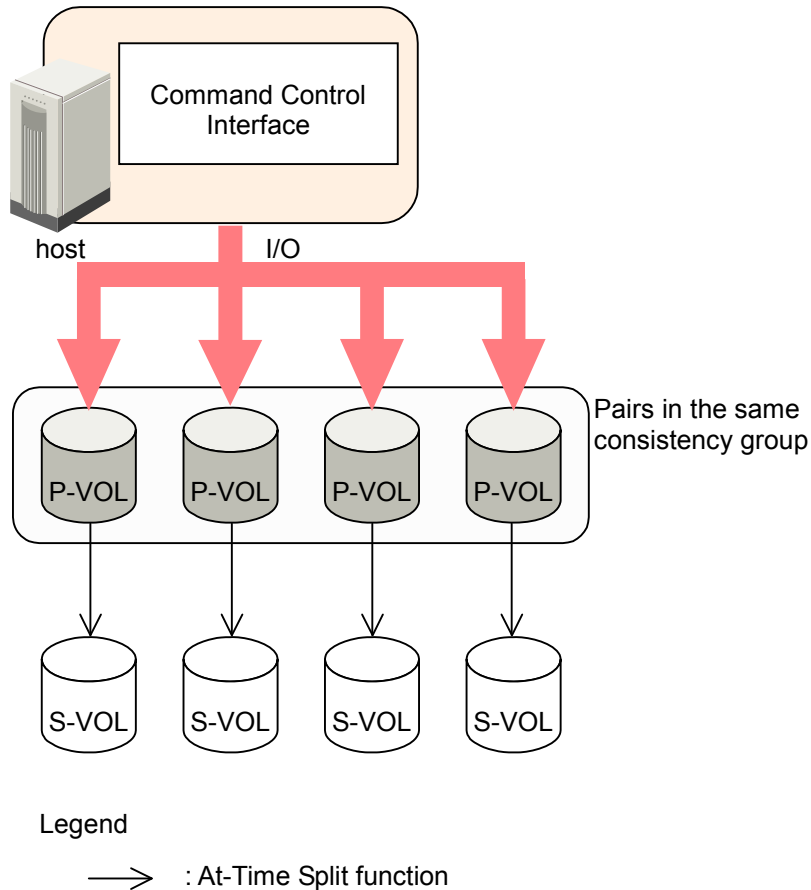 Command Control
Interface
host
I/O
Pairs in the same
consistency group
P-VOL
P-VOL
P-VOL
P-VOL
S-VOL
S-VOL
S-VOL
S-VOL
Legend
: At-Time Split function